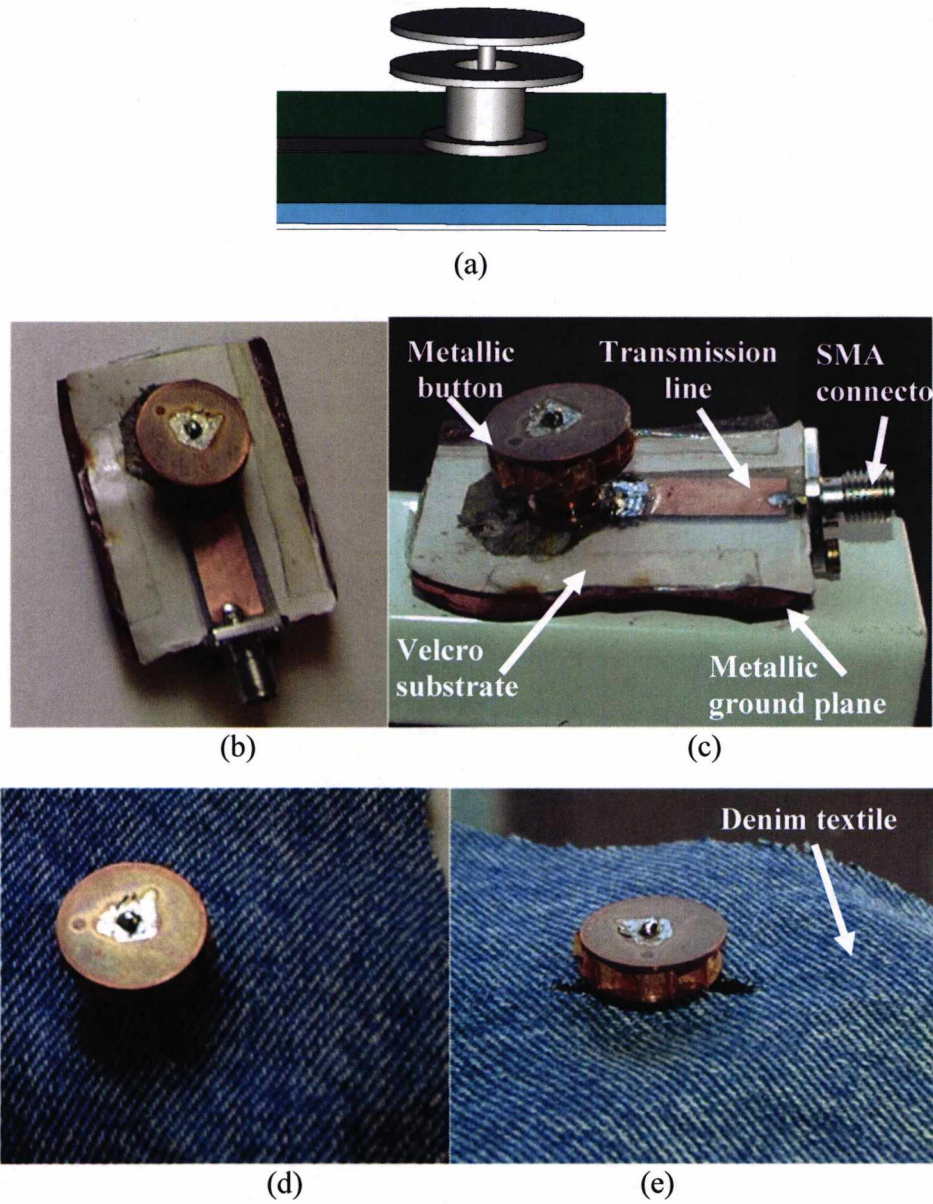 (a)
Metallic
button
Transmission
line
SMA
connecto
Velcro
substrate
Metallic
ground plane
(b)
(c)
Denim textile
(d)
(e)